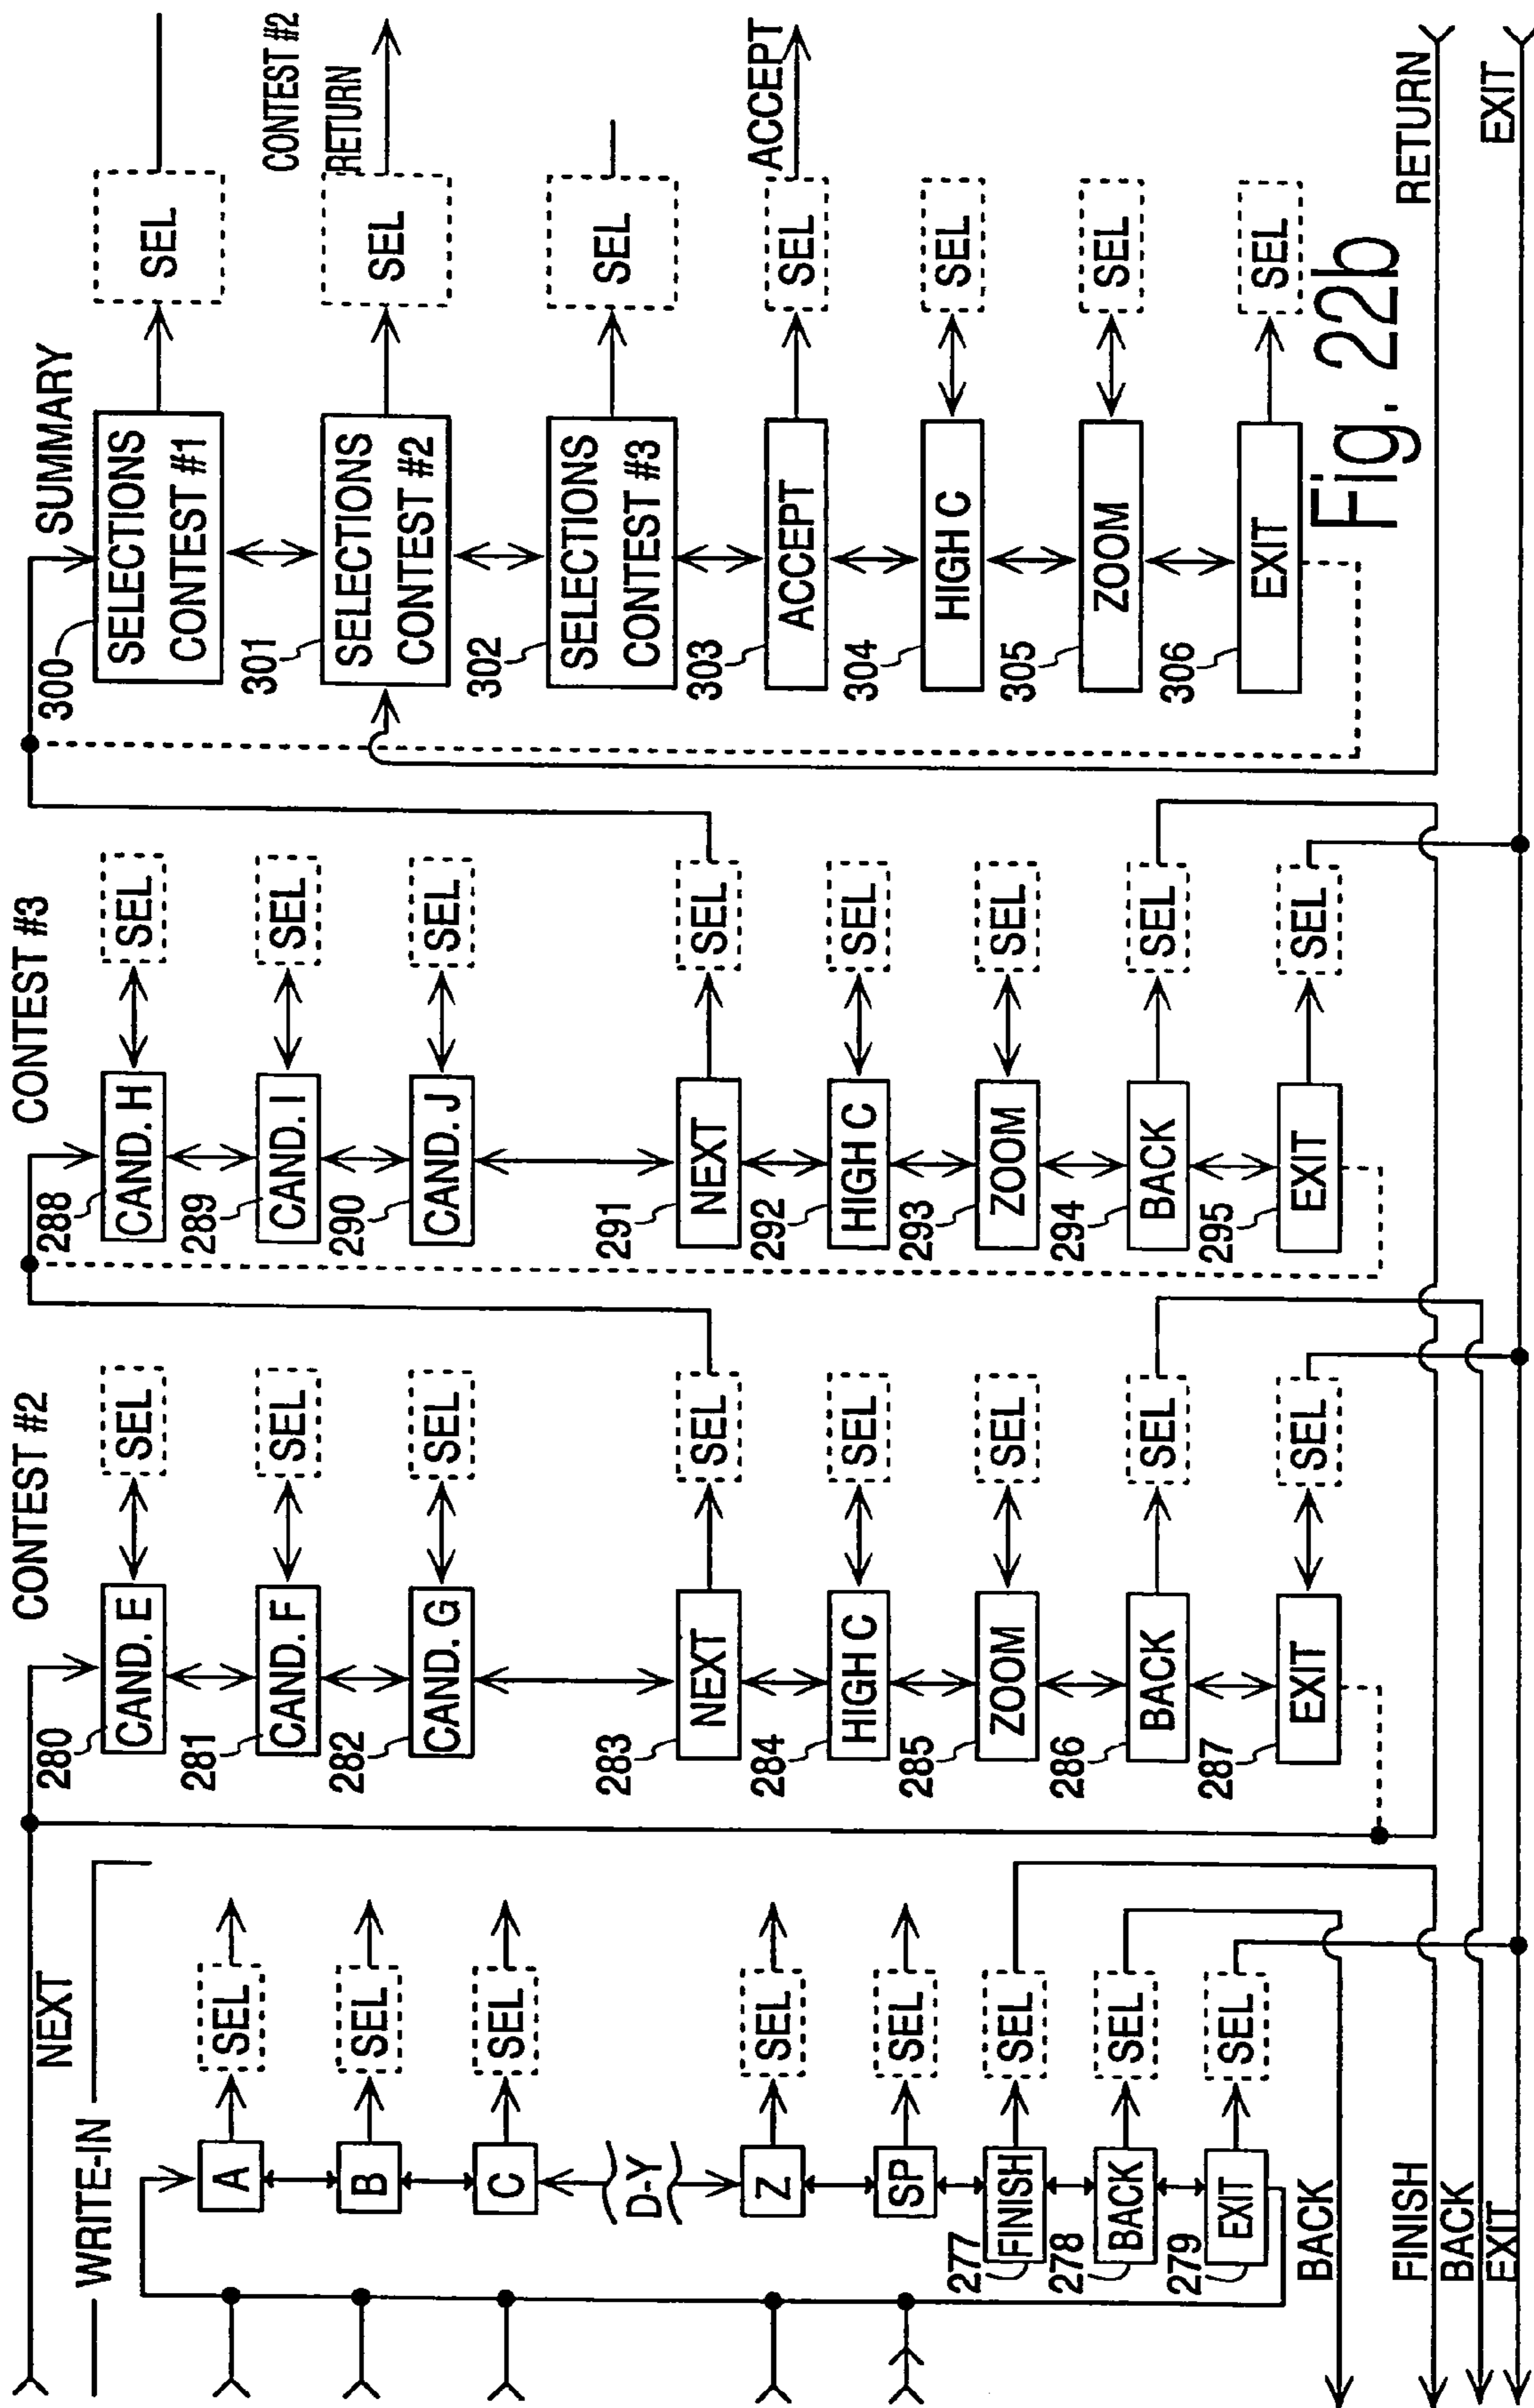 NEXT
WRITE-IN
A
SEL
B
SEL
C
SEL
D-Y
Z
SEL
SP
SEL
277
FINISH
SEL
278
BACK
SEL
279
EXIT
SEL
BACK
FINISH
BACK
EXIT
CONTEST #2
280
CAND. E
SEL
281
CAND. F
SEL
282
CAND. G
SEL
283
NEXT
SEL
284
HIGH C
SEL
285
ZOOM
SEL
286
BACK
SEL
287
EXIT
SEL
CONTEST #3
288
CAND. H
SEL
289
CAND. I
SEL
290
CAND. J
SEL
291
NEXT
SEL
292
HIGH C
SEL
293
ZOOM
SEL
294
BACK
SEL
295
EXIT
SEL
SUMMARY
300
SELECTIONS
CONTEST #1
SEL
301
SELECTIONS
CONTEST #2
SEL
CONTEST #2
RETURN
302
SELECTIONS
CONTEST #3
SEL
303
ACCEPT
SEL
ACCEPT
304
HIGH C
SEL
305
ZOOM
SEL
306
EXIT
SEL
RETURN
EXIT
Fig. 22b